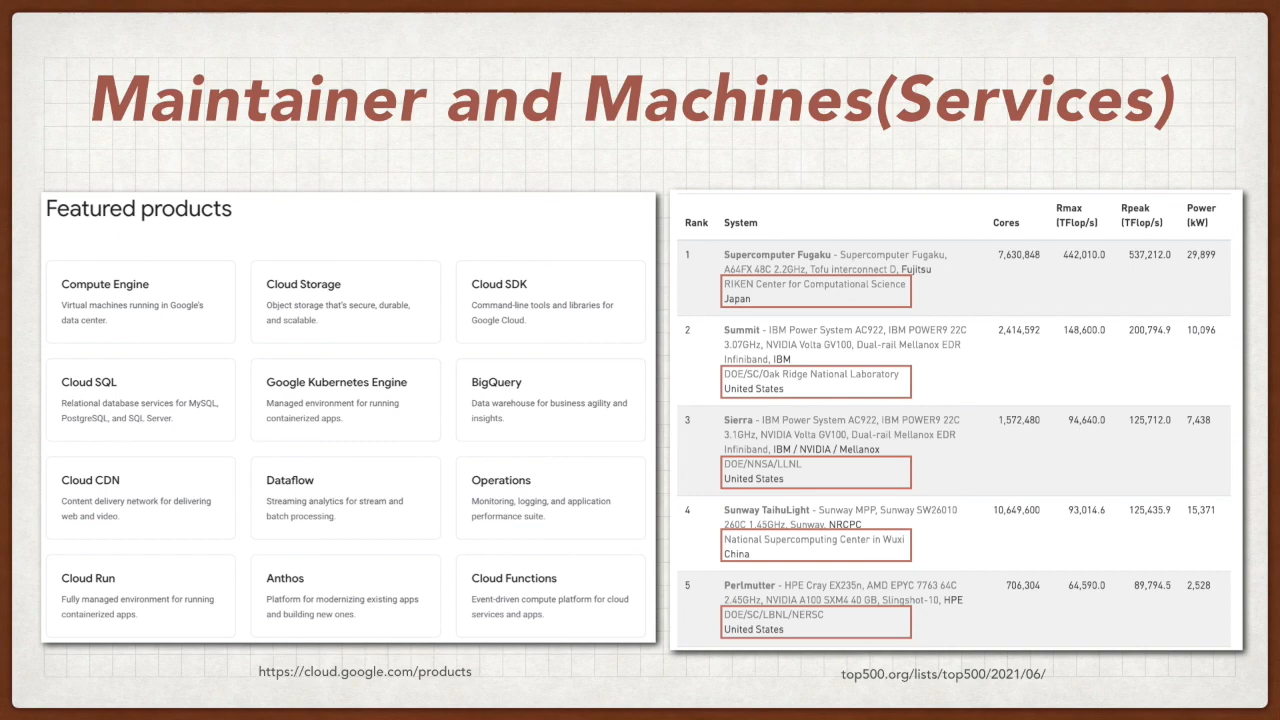 Maintainer and Machines(Services)
Featured products
Compute Engine
Virtual machines running in Google's
data center.
Cloud Storage
Object storage that's secure, durable,
and scalable.
Cloud SDK
Command-line tools and libraries for
Google Cloud.
Cloud SQL
Relational database services for MySQL,
PostgreSQL, and SQL Server.
Google Kubernetes Engine
Managed environment for running
containerized apps.
BigQuery
Data warehouse for business agility and
insights.
Cloud CDN
Content delivery network for delivering
web and video.
Dataflow
Streaming analytics for stream and
batch processing.
Operations
Monitoring, logging, and application
performance suite.
Cloud Run
Fully managed environment for running
containerized apps.
Anthos
Platform for modernizing existing apps
and building new ones.
Cloud Functions
Event-driven compute platform for cloud
services and apps.
https://cloud.google.com/products
Rank System Cores Rmax (TFlop/s) Rpeak (TFlop/s) Power (kW)
1 Supercomputer Fugaku - Supercomputer Fugaku, 7,630,848 442,010.0 537,212.0 29,899
A64FX 48C 2.2GHz, Tofu interconnect D, Fujitsu
RIKEN Center for Computational Science
Japan
2 Summit - IBM Power System AC922, IBM POWER9 22C 2,414,592 148,600.0 200,794.9 10,096
3.07GHz, NVIDIA Volta GV100, Dual-rail Mellanox EDR
Infiniband, IBM
DOE/SC/Oak Ridge National Laboratory
United States
3 Sierra - IBM Power System AC922, IBM POWER9 22C 1,572,480 94,640.0 125,712.0 7,438
3.1GHz, NVIDIA Volta GV100, Dual-rail Mellanox EDR
Infiniband, IBM / NVIDIA / Mellanox
DOE/NNSA/LLNL
United States
4 Sunway TaihuLight - Sunway MPP, Sunway SW26010 10,649,600 93,014.6 125,435.9 15,371
260C 1.45GHz, Sunway, NRCPC
National Supercomputing Center in Wuxi
China
5 Perlmutter - HPE Cray EX235n, AMD EPYC 7763 64C 706,304 64,590.0 89,794.5 2,528
2.45GHz, NVIDIA A100 SXM4 40 GB, Slingshot-10, HPE
DOE/SC/LBNL/NERSC
United States
top500.org/lists/top500/2021/06/